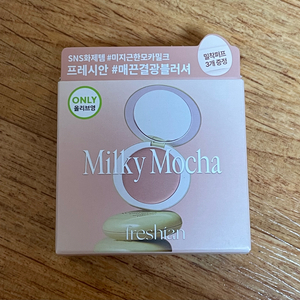 SNS화제템 #미지근한모카밀크
프레시안 #매끈결광블러셔
밀착퍼프
3개 증정
ONLY
올리브영
Milky Mocha
freshian